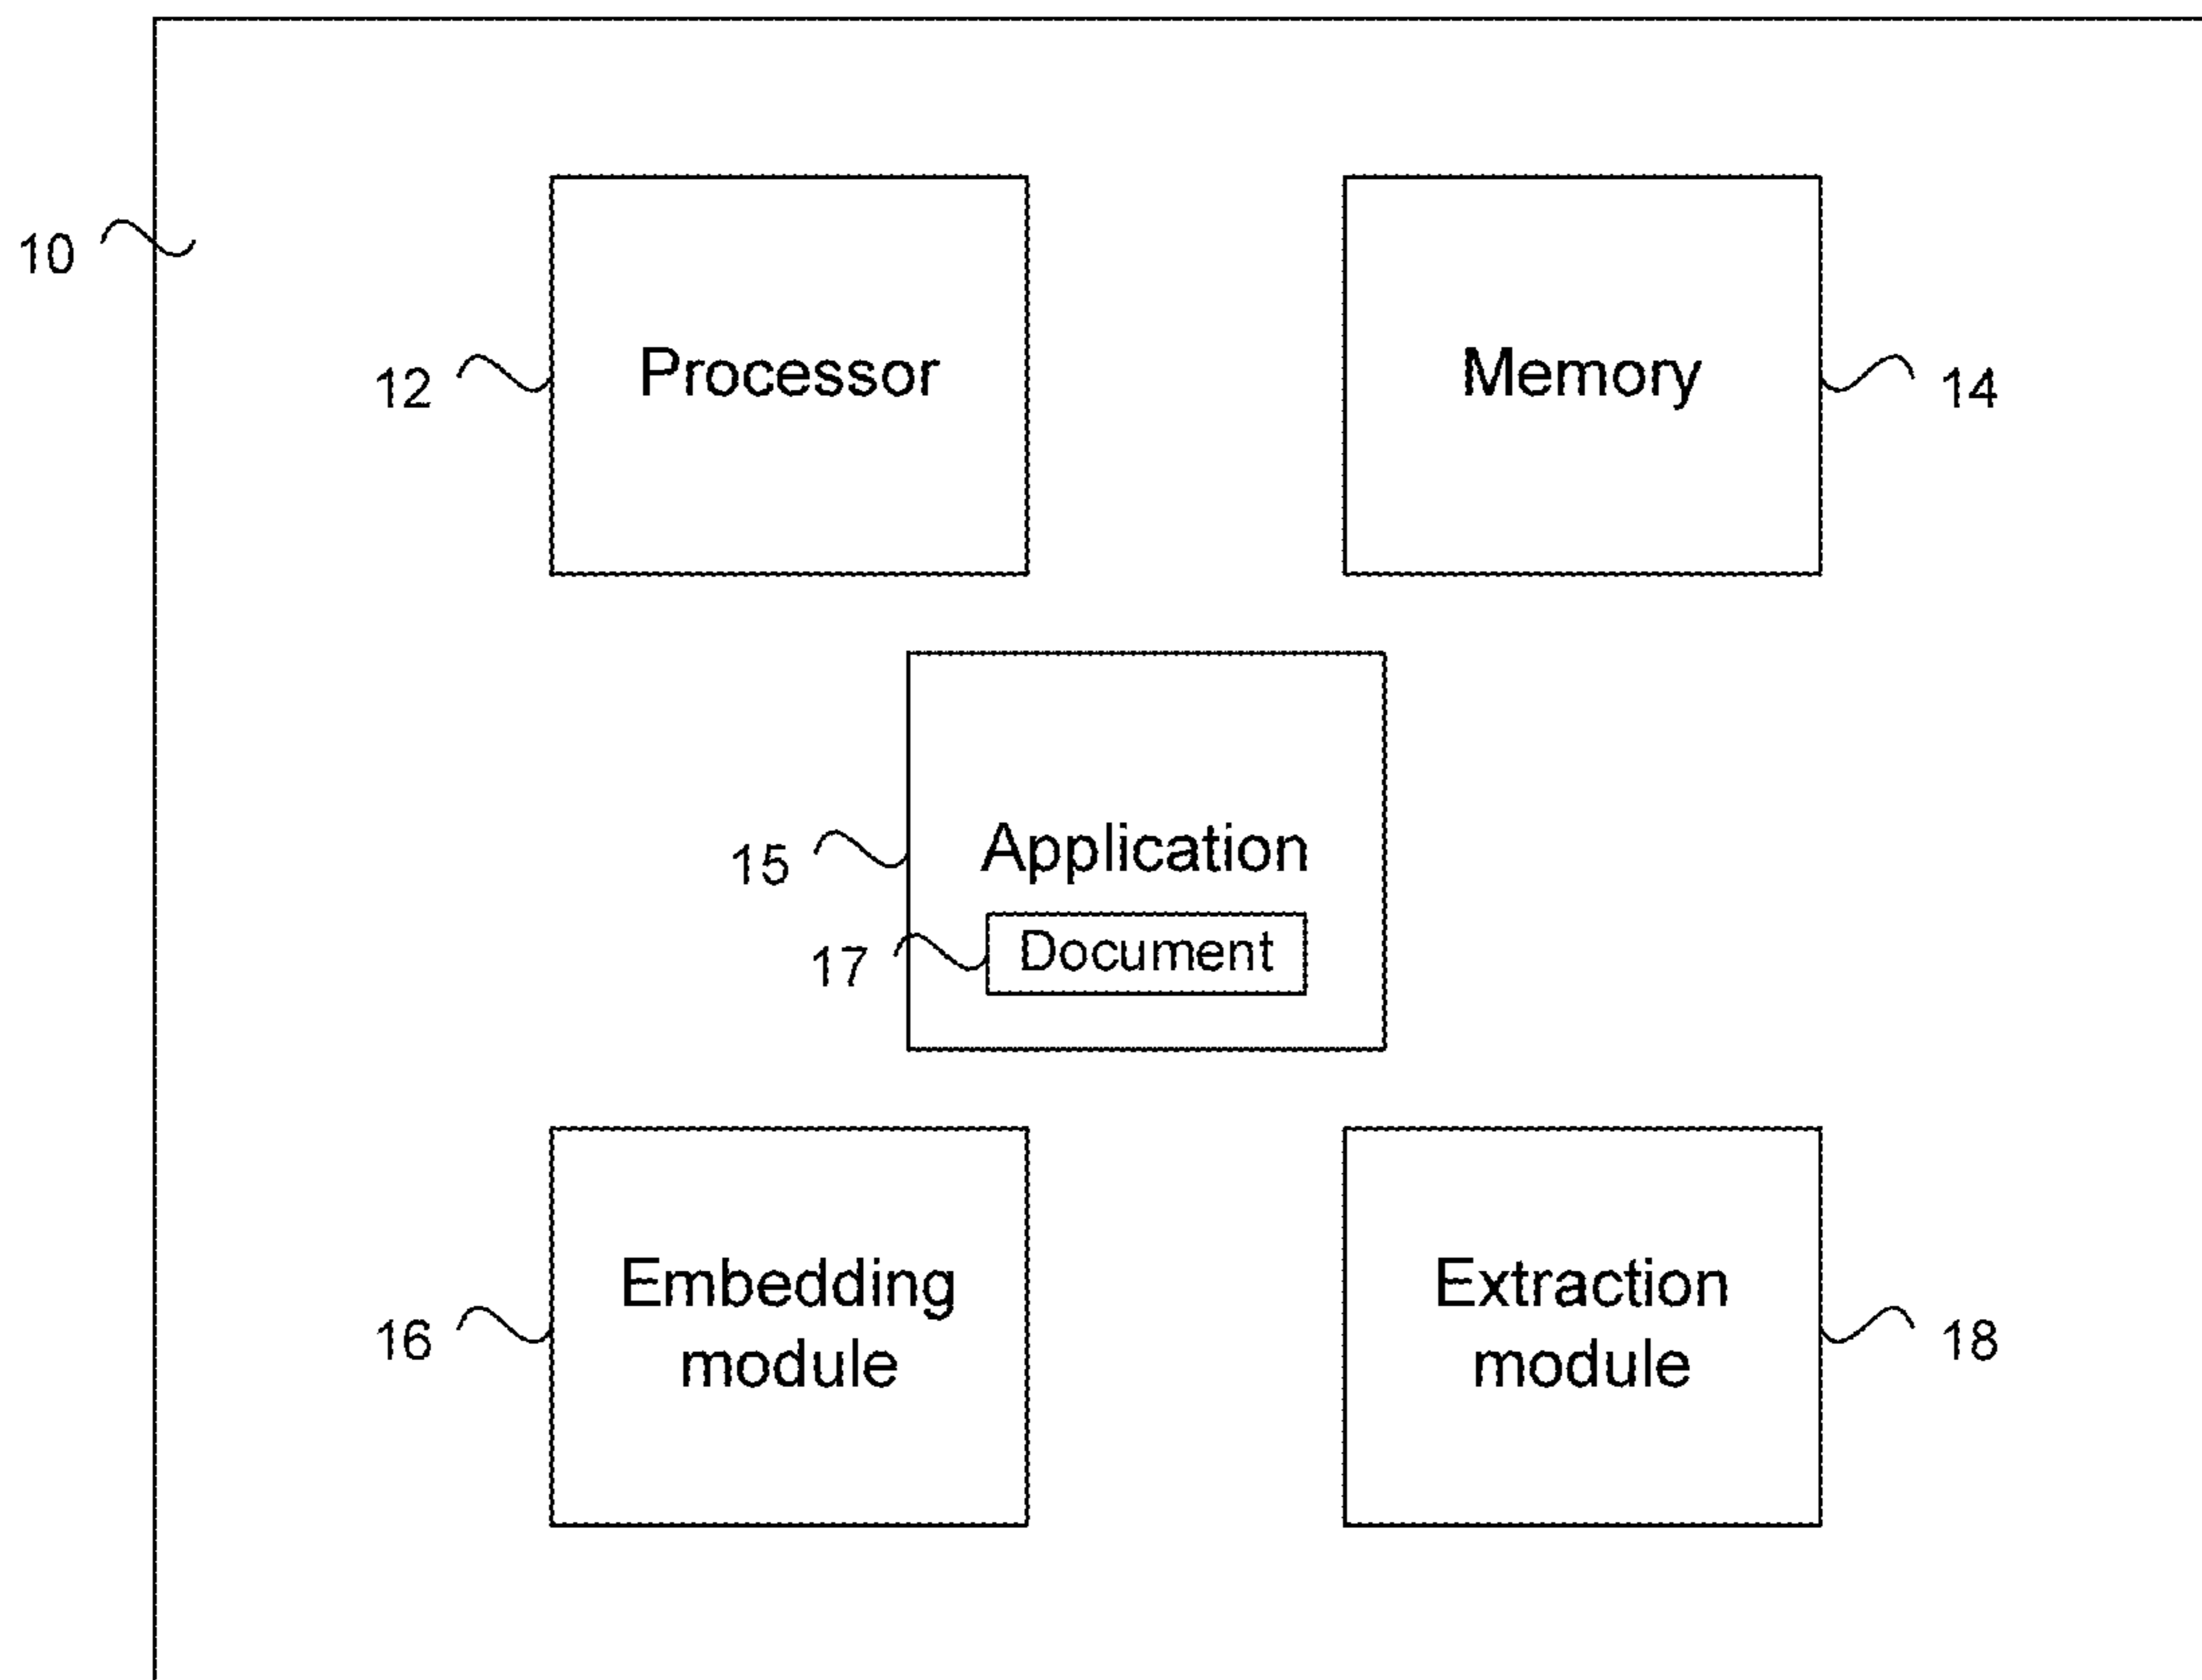 10
12
Processor
Memory
14
15
Application
17
Document
16
Embedding
module
Extraction
module
18